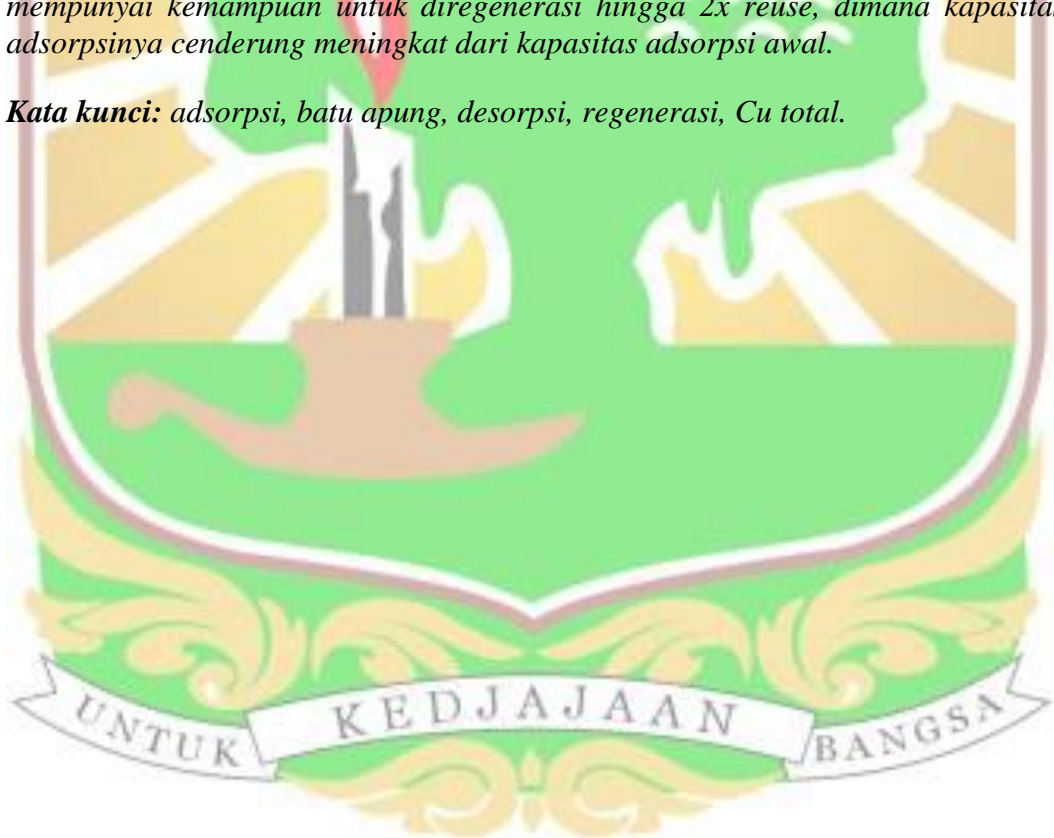 mempunyai kemampuan untuk diregenerasi hingga 2x reuse, dimana kapasitas
adsorpsinya cenderung meningkat dari kapasitas adsorpsi awal.
Kata kunci: adsorpsi, batu apung, desorpsi, regenerasi, Cu total.
UNTUK KEDJAJAAN BANGSA